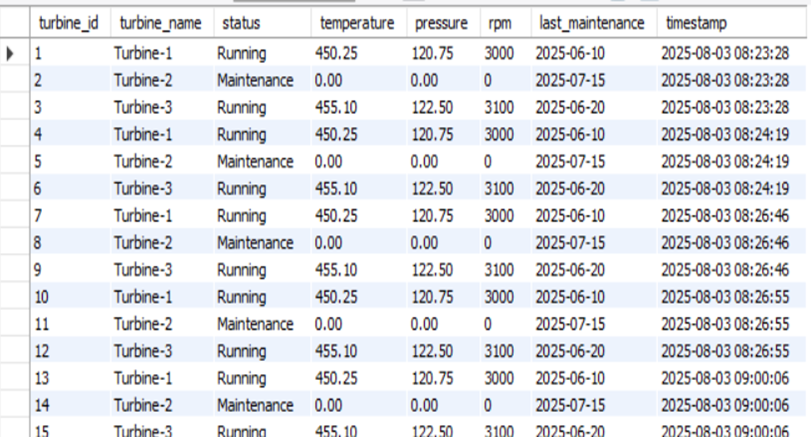 turbine_id turbine_name status temperature pressure rpm last_maintenance timestamp
1 Turbine-1 Running 450.25 120.75 3000 2025-06-10 2025-08-03 08:23:28
2 Turbine-2 Maintenance 0.00 0.00 0 2025-07-15 2025-08-03 08:23:28
3 Turbine-3 Running 455.10 122.50 3100 2025-06-20 2025-08-03 08:23:28
4 Turbine-1 Running 450.25 120.75 3000 2025-06-10 2025-08-03 08:24:19
5 Turbine-2 Maintenance 0.00 0.00 0 2025-07-15 2025-08-03 08:24:19
6 Turbine-3 Running 455.10 122.50 3100 2025-06-20 2025-08-03 08:24:19
7 Turbine-1 Running 450.25 120.75 3000 2025-06-10 2025-08-03 08:26:46
8 Turbine-2 Maintenance 0.00 0.00 0 2025-07-15 2025-08-03 08:26:46
9 Turbine-3 Running 455.10 122.50 3100 2025-06-20 2025-08-03 08:26:46
10 Turbine-1 Running 450.25 120.75 3000 2025-06-10 2025-08-03 08:26:55
11 Turbine-2 Maintenance 0.00 0.00 0 2025-07-15 2025-08-03 08:26:55
12 Turbine-3 Running 455.10 122.50 3100 2025-06-20 2025-08-03 08:26:55
13 Turbine-1 Running 450.25 120.75 3000 2025-06-10 2025-08-03 09:00:06
14 Turbine-2 Maintenance 0.00 0.00 0 2025-07-15 2025-08-03 09:00:06
15 Turbine-3 Running 455.10 122.50 3100 2025-06-20 2025-08-03 09:00:06